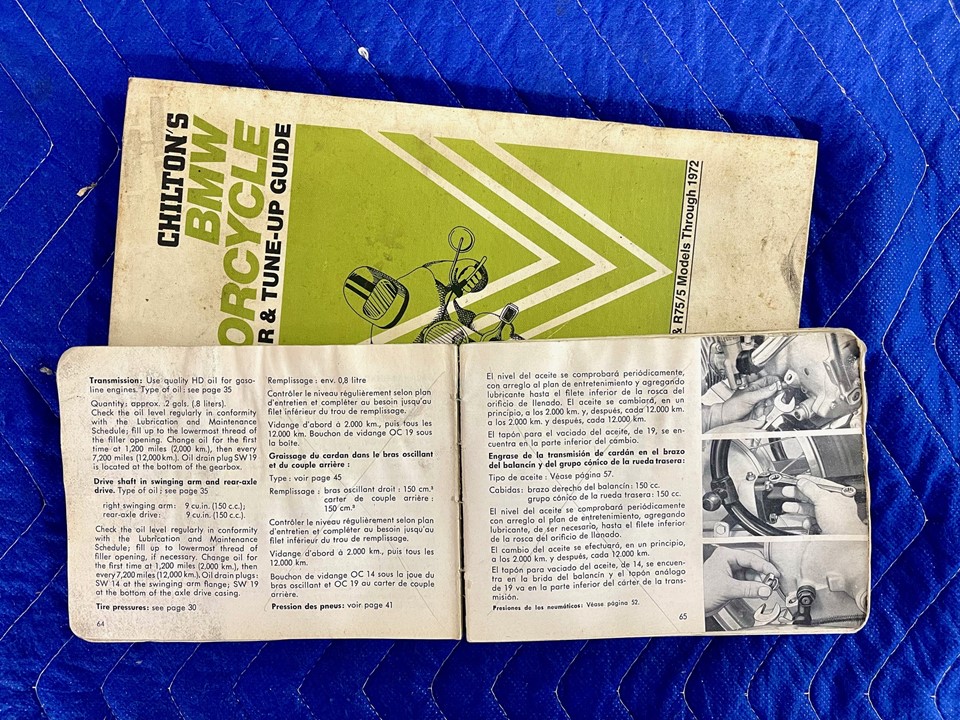 CHILTON'S
BMW
ORCYCLE
R & TUNE-UP GUIDE
& R75/5 Models Through 1972
Transmission: Use quality HD oil for gaso-
line engines. Type of oil: see page 35
Quantity: approx. .2 gals. (.8 liters).
Check the oil level regularly in conformity
with the Lubrication and Maintenance
Schedule; fill up to the lowermost thread of
the filler opening. Change oil for the first
time at 1,200 miles (2,000 km.), then every
7,200 miles (12,000 km.). Oil drain plug SW 19
is located at the bottom of the gearbox.
Drive shaft in swinging arm and rear-axle
drive. Type of oil; see page 35
right swinging arm: 9 cu.in. (150 c.c.);
rear-axle drive: 9 cu.in. (150 c.c.).
Check the oil level regularly in conformity
with the Lubrication and Maintenance
Schedule; fill up to lowermost thread of
filler opening, if necessary. Change oil for
the first time at 1,200 miles (2,000 km.), then
every 7,200 miles (12,000 km.). Oil drain plugs:
SW 14 at the swinging arm flange; SW 19
at the bottom of the axle drive casing.
Tire pressures: see page 30
64
Remplissage : env. 0,8 litre
Contrôler le niveau régulièrement selon plan
d'entretien et compléter au besoin jusqu'au
filet inférieur du trou de remplissage.
Vidange d'abord à 2.000 km, puis tous les
12.000 km. Bouchon de vidange OC 19 sous
la boîte.
Graissage du cardan dans le bras oscillant
et du couple arrière :
Type : voir page 45
Remplissage : bras oscillant droit : 150 cm.³
carter de couple arrière :
150 cm.³
Contrôler le niveau régulièrement selon plan
d'entretien et compléter au besoin jusqu'au
filet inférieur du trou de remplissage.
Vidange d'abord à 2.000 km, puis tous les
12.000 km.
Bouchon de vidange OC 14 sous la joue du
bras oscillant et OC 19 au carter de couple
arrière.
Pression des pneus: voir page 41
El nivel del aceite se comprobará periódicamente,
con arreglo al plan de entretenimiento y agregando
lubricante hasta el filete inferior de la rosca del
orificio de llenado. El aceite se cambiará, en un
principio, a los 2.000 km. y, después, cada 12.000 km.
a los 2.000 km. y después, cada 12.000 km.
El tapón para el vaciado del aceite, de 19, se en-
cuentra en la parte inferior del cambio.
Engrase de la transmisión de cardán en el brazo
del balancín y del grupo cónico de la rueda trasera:
Tipo de aceite : Véase página 57.
Cabidas: brazo derecho del balancín: 150 cc.
grupo cónico de la rueda trasera: 150 cc.
El nivel del aceite se comprobará periódicamente
con arreglo al plan de entretenimiento, agregando
lubricante, de ser necesario, hasta el filete inferior
de la rosca del orificio de llenado.
El cambio del aceite se efectuará, en un principio,
a los 2.000 km. y después, cada 12.000 km.
El tapón para el vaciado del aceite, de 14, se encuen-
tra en la brida del balancín y el tapón análogo
de 19 va en la parte inferior del cárter de la trans-
misión.
Presiones de los neumáticos: Véase página 52.
65